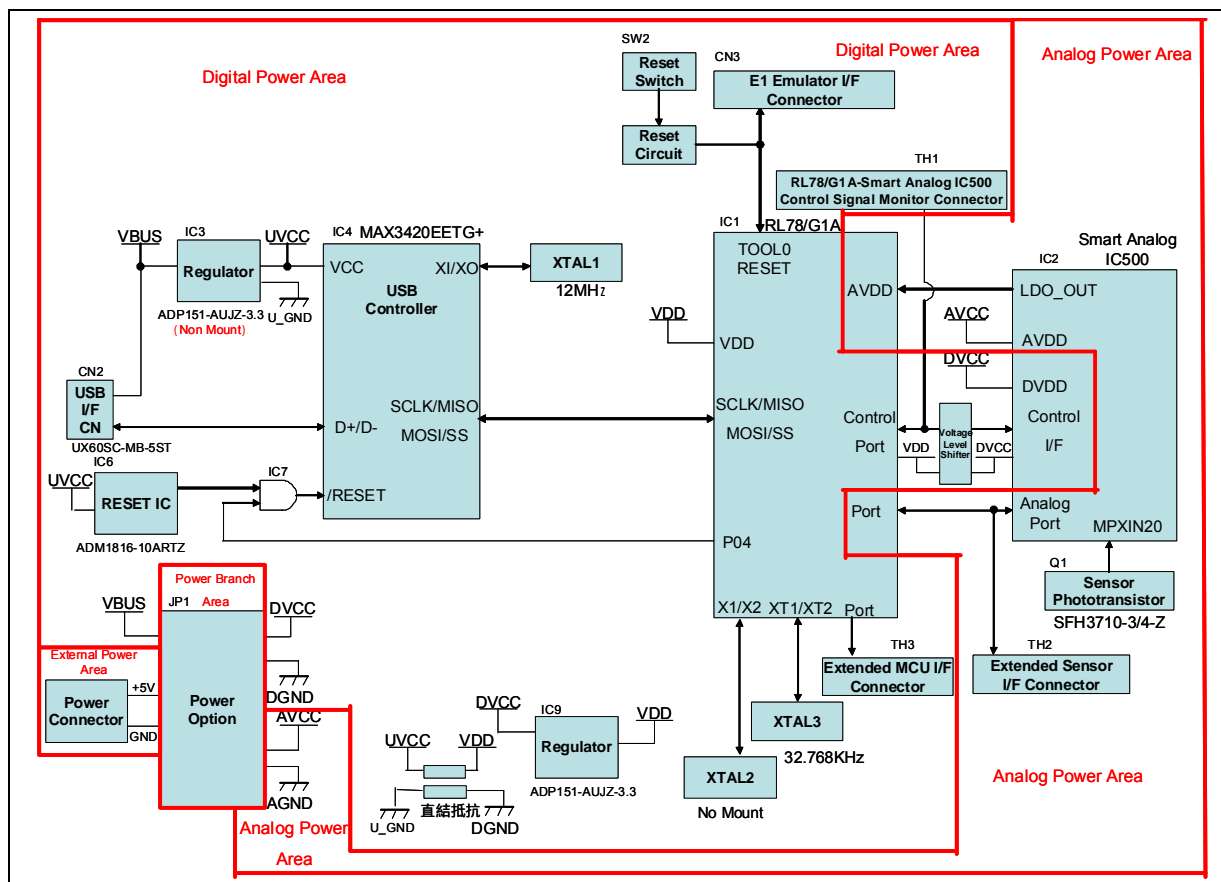 Digital Power Area
SW2
Reset
Switch
Reset
Circuit
CN3
E1 Emulator I/F
Connector
Digital Power Area
Analog Power Area
TH1
RL78/G1A-Smart Analog IC500
Control Signal Monitor Connector
VBUS
IC3
Regulator
ADP151-AUJZ-3.3
(Non Mount)
UVCC
U_GND
IC4
MAX3420EETG+
VCC
XI/XO
USB
Controller
SCLK/MISO
MOSI/SS
D+/D-
/RESET
XTAL1
12MHz
CN2
USB
I/F
CN
UX60SC-MB-5ST
IC6
UVCC
RESET IC
ADM1816-10ARTZ
IC7
IC1
RL78/G1A
TOOL0
RESET
AVDD
VDD
VDD
SCLK/MISO
MOSI/SS
Control
Port
Port
P04
X1/X2
XT1/XT2
Port
Smart Analog
IC500
IC2
LDO_OUT
AVCC
AVDD
DVCC
DVDD
Control
I/F
Voltage
Level
Shifter
VDD
DVCC
Analog
Port
MPXIN20
Q1
Sensor
Phototransistor
SFH3710-3/4-Z
TH2
Extended Sensor
I/F Connector
TH3
Extended MCU I/F
Connector
XTAL3
32.768KHz
XTAL2
No Mount
Power Branch
Area
JP1
VBUS
DVCC
DGND
AVCC
AGND
Power
Option
External Power
Area
Power
Connector
+5V
GND
DVCC
IC9
Regulator
VDD
ADP151-AUJZ-3.3
UVCC
VDD
U_GND
直結抵抗
DGND
Analog Power
Area
Analog Power Area